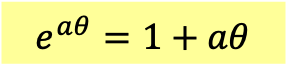 e^{aθ} = 1 + aθ